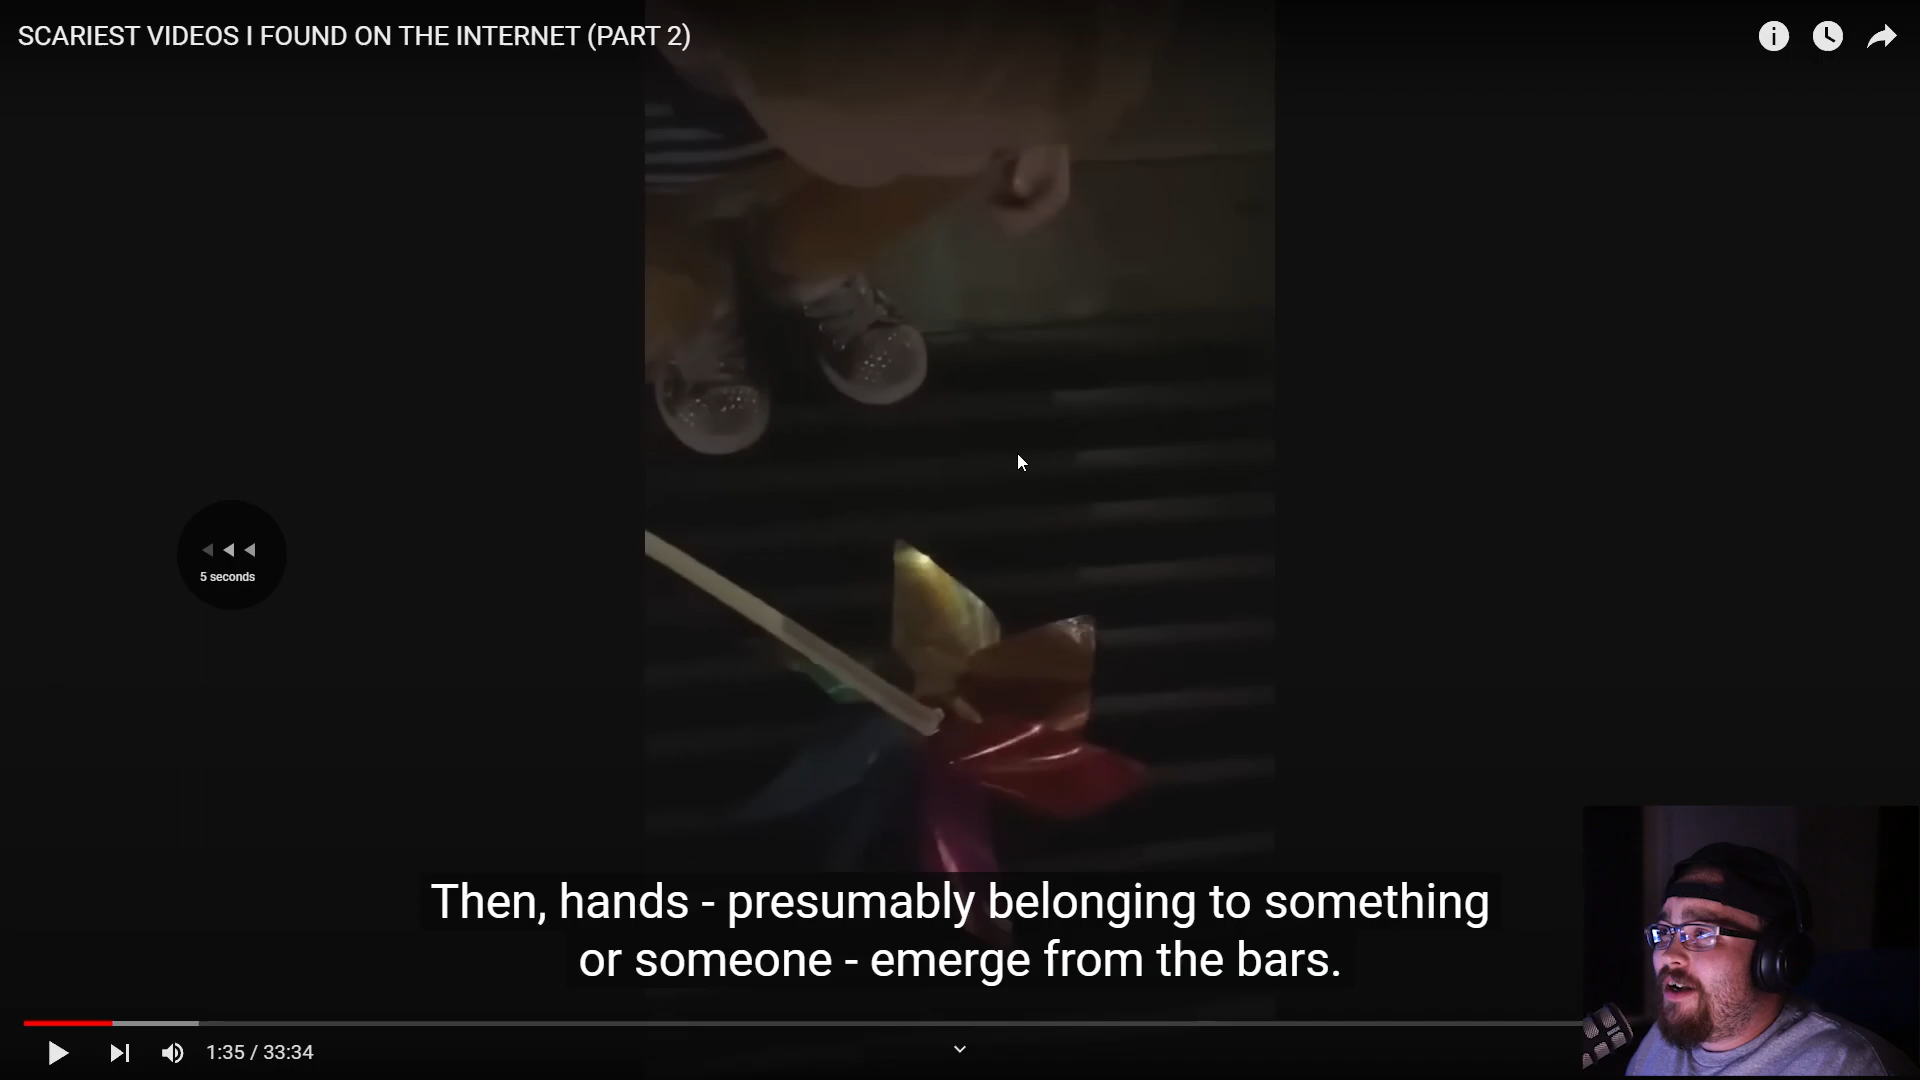 SCARIEST VIDEOS I FOUND ON THE INTERNET (PART 2)
5 seconds
Then, hands - presumably belonging to something
or someone - emerge from the bars.
1:35 / 33:34